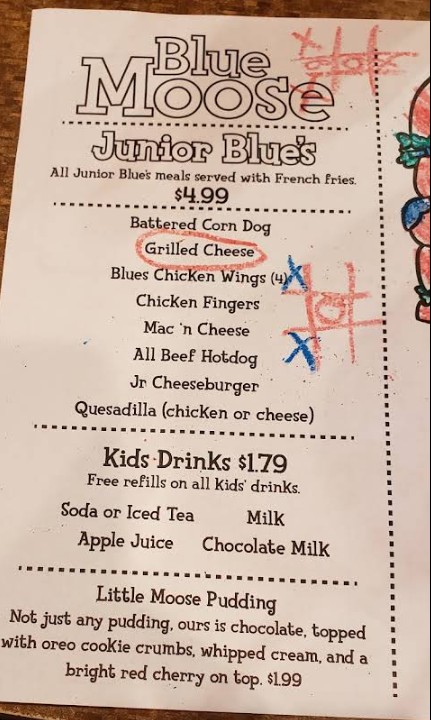 Blue
Moose
Junior Blue's
All Junior Blue's meals served with French fries.
$4.99
Battered Corn Dog
Grilled Cheese
Blues Chicken Wings (4)
Chicken Fingers
Mac 'n Cheese
All Beef Hotdog
Jr Cheeseburger
Quesadilla (chicken or cheese)
Kids Drinks $1.79
Free refills on all kids' drinks.
Soda or Iced Tea Milk
Apple Juice Chocolate Milk
Little Moose Pudding
Not just any pudding, ours is chocolate, topped
with oreo cookie crumbs, whipped cream, and a
bright red cherry on top. $1.99